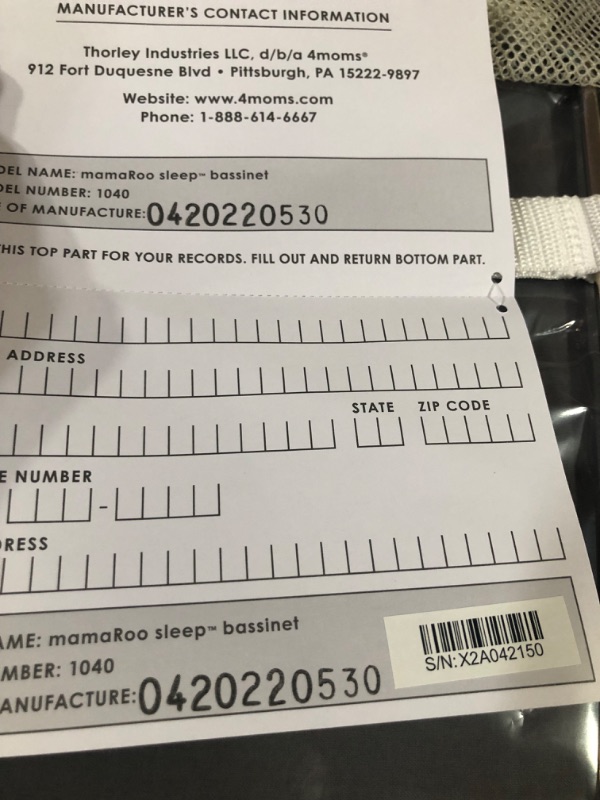 MANUFACTURER'S CONTACT INFORMATION
Thorley Industries LLC, d/b/a 4moms®
912 Fort Duquesne Blvd • Pittsburgh, PA 15222-9897
Website: www.4moms.com
Phone: 1-888-614-6667
DEL NAME: mamaRoo sleep™ bassinet
DEL NUMBER: 1040
OF MANUFACTURE:0420220530
HIS TOP PART FOR YOUR RECORDS. FILL OUT AND RETURN BOTTOM PART.
ADDRESS
STATE ZIP CODE
E NUMBER
-
RESS
AME: mamaRoo sleep™ bassinet
MBER: 1040
ANUFACTURE:0420220530
S/N:X2A042150